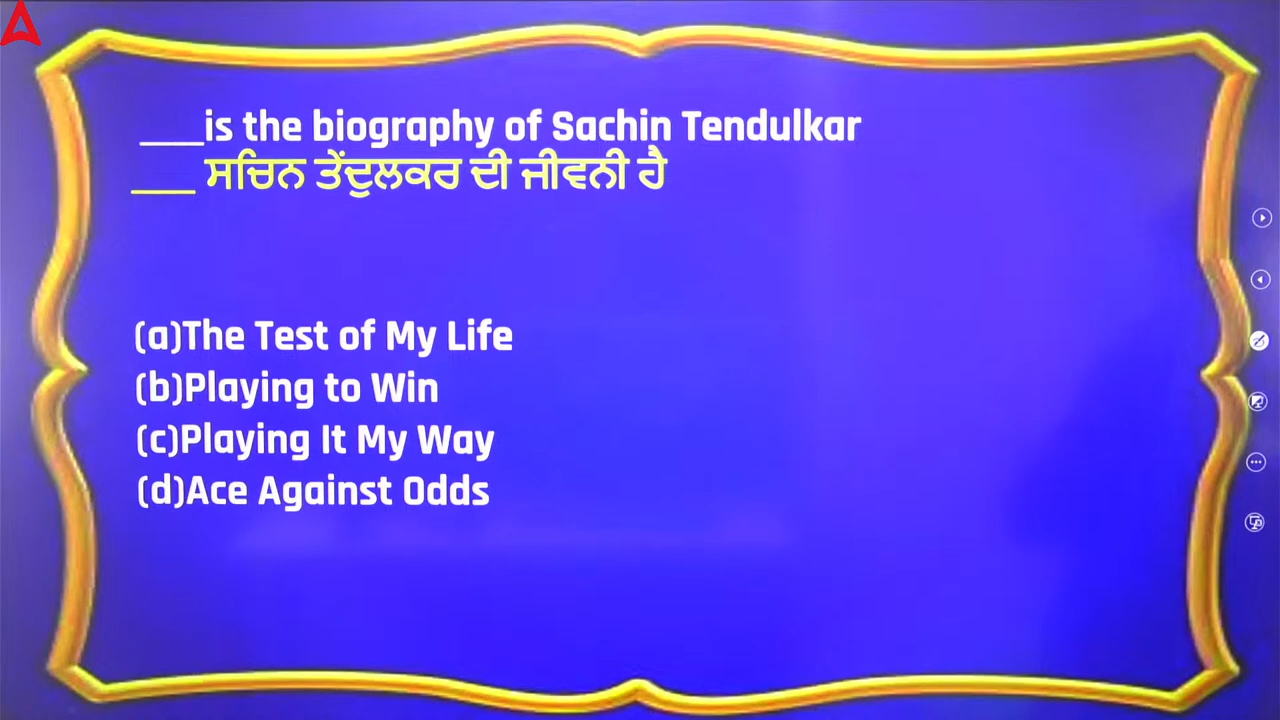 ____is the biography of Sachin Tendulkar
____ ਸਚਿਨ ਤੇਂਦੁਲਕਰ ਦੀ ਜੀਵਨੀ ਹੈ
(a)The Test of My Life
(b)Playing to Win
(c)Playing It My Way
(d)Ace Against Odds